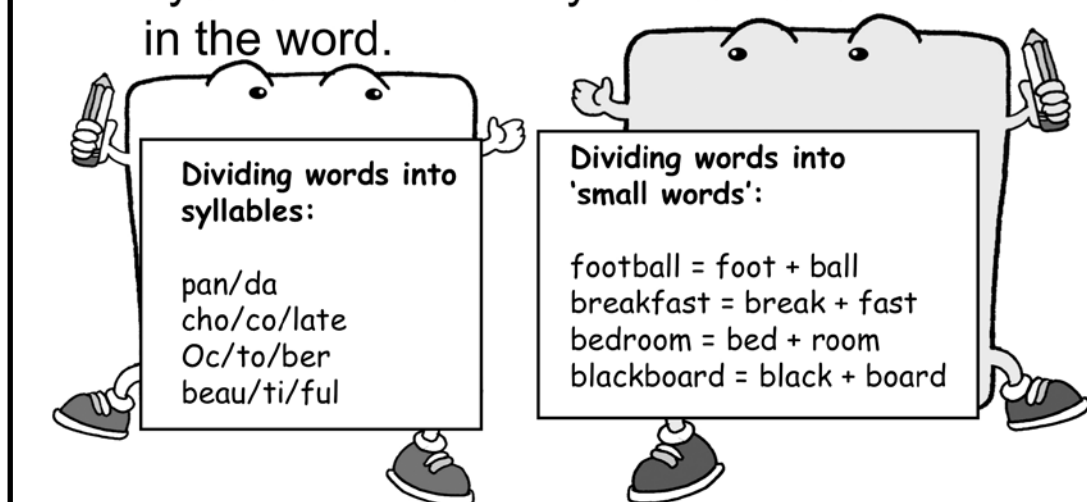 in the word.
Dividing words into
syllables:
pan/da
cho/co/late
Oc/to/ber
beau/ti/ful
Dividing words into
‘small words’:
football = foot + ball
breakfast = break + fast
bedroom = bed + room
blackboard = black + board